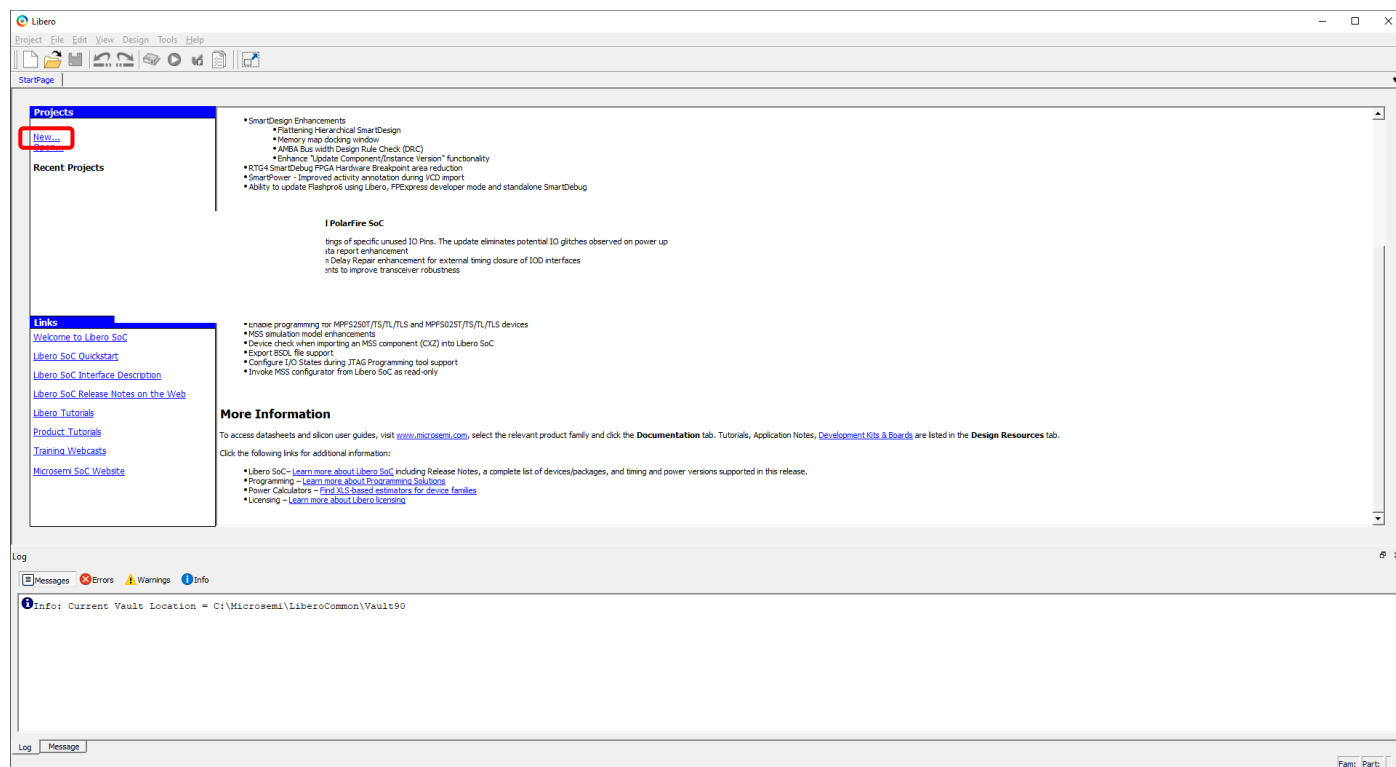 Libero
Project File Edit View Design Tools Help
StartPage
Projects
New...
Open...
Recent Projects
•SmartDesign Enhancements
•Flattening Hierarchical SmartDesign
•Memory map docking window
•AMBA Bus width Design Rule Check (DRC)
•Enhance "Update Component/Instance Version" functionality
•RTG4 SmartDebug FPGA Hardware Breakpoint area reduction
•SmartPower - Improved activity annotation during VCD import
•Ability to update Flashpro6 using Libero, FPExpress developer mode and standalone SmartDebug
PolarFire SoC
of specific unused IO Pins. The update eliminates potential IO glitches observed on power up
report enhancement
Delay Repair enhancement for external timing closure of IOD interfaces
to improve transceiver robustness
Links
Welcome to Libero SoC
Libero SoC Quickstart
Libero SoC Interface Description
Libero SoC Release Notes on the Web
Libero Tutorials
Product Tutorials
Training Webcasts
Microsemi SoC Website
•Enable programming for MPFS250T/TS/TL/TLS and MPFS025T/TS/TL/TLS devices
•MSS simulation model enhancements
•Device check when importing an MSS component (CXZ) into Libero SoC
•Export BSDL file support
•Configure I/O States during JTAG Programming tool support
•Invoke MSS configurator from Libero SoC as read-only
More Information
To access datasheets and silicon user guides, visit www.microsemi.com, select the relevant product family and click the Documentation tab. Tutorials, Application Notes, Development Kits & Boards are listed in the Design Resources tab.
Click the following links for additional information:
•Libero SoC– Learn more about Libero SoC including Release Notes, a complete list of devices/packages, and timing and power versions supported in this release.
•Programming – Learn more about Programming Solutions
•Power Calculators – Find XLS-based estimators for device families
•Licensing – Learn more about Libero licensing
Log
Messages Errors Warnings Info
Info: Current Vault Location = C:\Microsemi\LiberoCommon\Vault90
Log Message
Fam: Part: